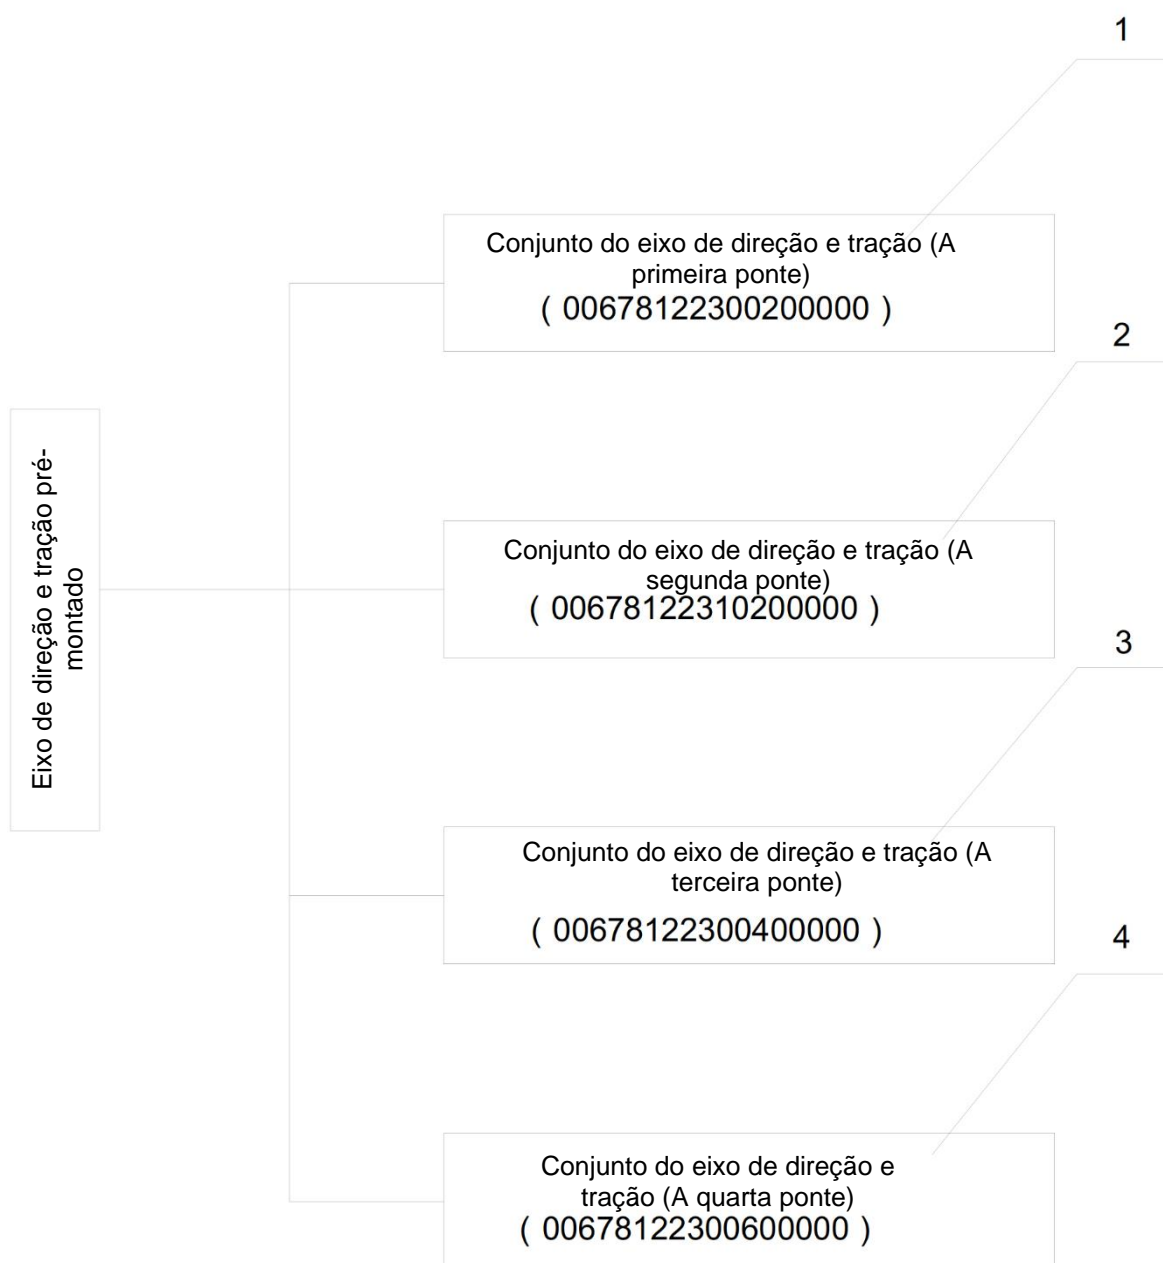 1
Conjunto do eixo de direção e tração (A
primeira ponte)
( 00678122300200000 )
2
Conjunto do eixo de direção e tração (A
segunda ponte)
( 00678122310200000 )
Eixo de direção e tração pré-
montado
3
Conjunto do eixo de direção e tração (A
terceira ponte)
( 00678122300400000 )
4
Conjunto do eixo de direção e
tração (A quarta ponte)
( 00678122300600000 )